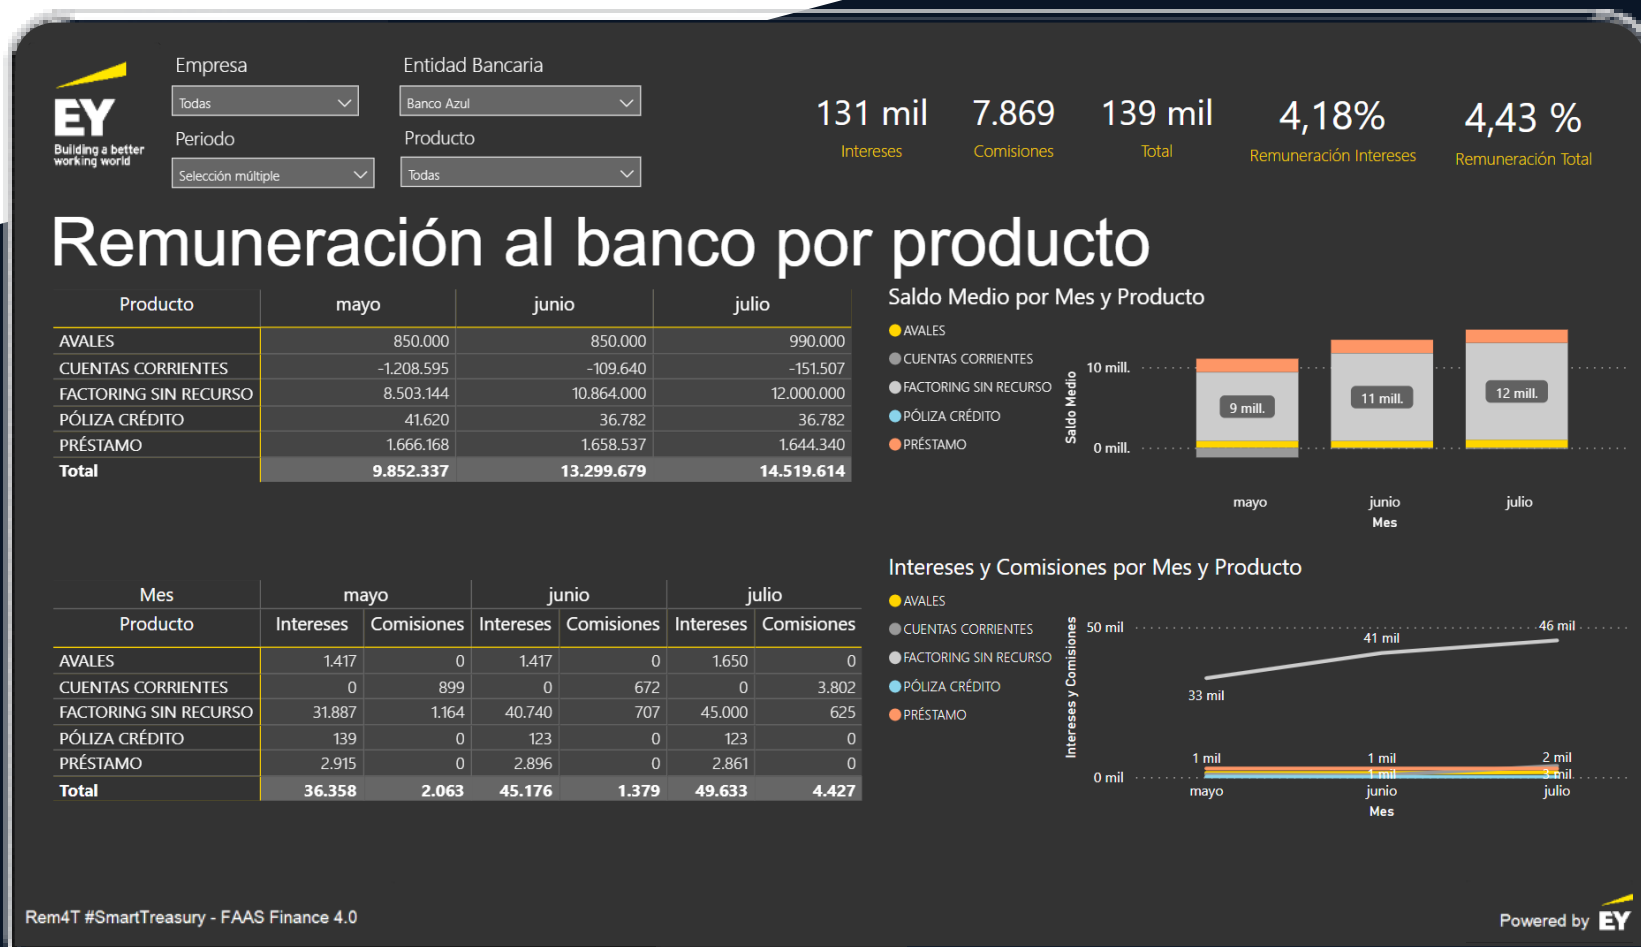 EY
Building a better
working world
Empresa
Todas
Entidad Bancaria
Banco Azul
Periodo
Selección múltiple
Producto
Todas
131 mil
Intereses
7.869
Comisiones
139 mil
Total
4,18%
Remuneración Intereses
4,43 %
Remuneración Total
Remuneración al banco por producto
Producto mayo junio julio
AVALES 850.000 850.000 990.000
CUENTAS CORRIENTES -1.208.595 -109.640 -151.507
FACTORING SIN RECURSO 8.503.144 10.864.000 12.000.000
PÓLIZA CRÉDITO 41.620 36.782 36.782
PRÉSTAMO 1.666.168 1.658.537 1.644.340
Total 9.852.337 13.299.679 14.519.614
Saldo Medio por Mes y Producto
AVALES
CUENTAS CORRIENTES
FACTORING SIN RECURSO
PÓLIZA CRÉDITO
PRÉSTAMO
Saldo Medio
10 mill.
0 mill.
9 mill.
11 mill.
12 mill.
mayo junio julio
Mes
Mes mayo junio julio
Producto Intereses Comisiones Intereses Comisiones Intereses Comisiones
AVALES 1.417 0 1.417 0 1.650 0
CUENTAS CORRIENTES 0 899 0 672 0 3.802
FACTORING SIN RECURSO 31.887 1.164 40.740 707 45.000 625
PÓLIZA CRÉDITO 139 0 123 0 123 0
PRÉSTAMO 2.915 0 2.896 0 2.861 0
Total 36.358 2.063 45.176 1.379 49.633 4.427
Intereses y Comisiones por Mes y Producto
AVALES
CUENTAS CORRIENTES
FACTORING SIN RECURSO
PÓLIZA CRÉDITO
PRÉSTAMO
Intereses y Comisiones
50 mil
0 mil
33 mil
41 mil
46 mil
1 mil
1 mil
2 mil
1 mil
3 mil
mayo junio julio
Mes
Rem4T #SmartTreasury - FAAS Finance 4.0
Powered by EY